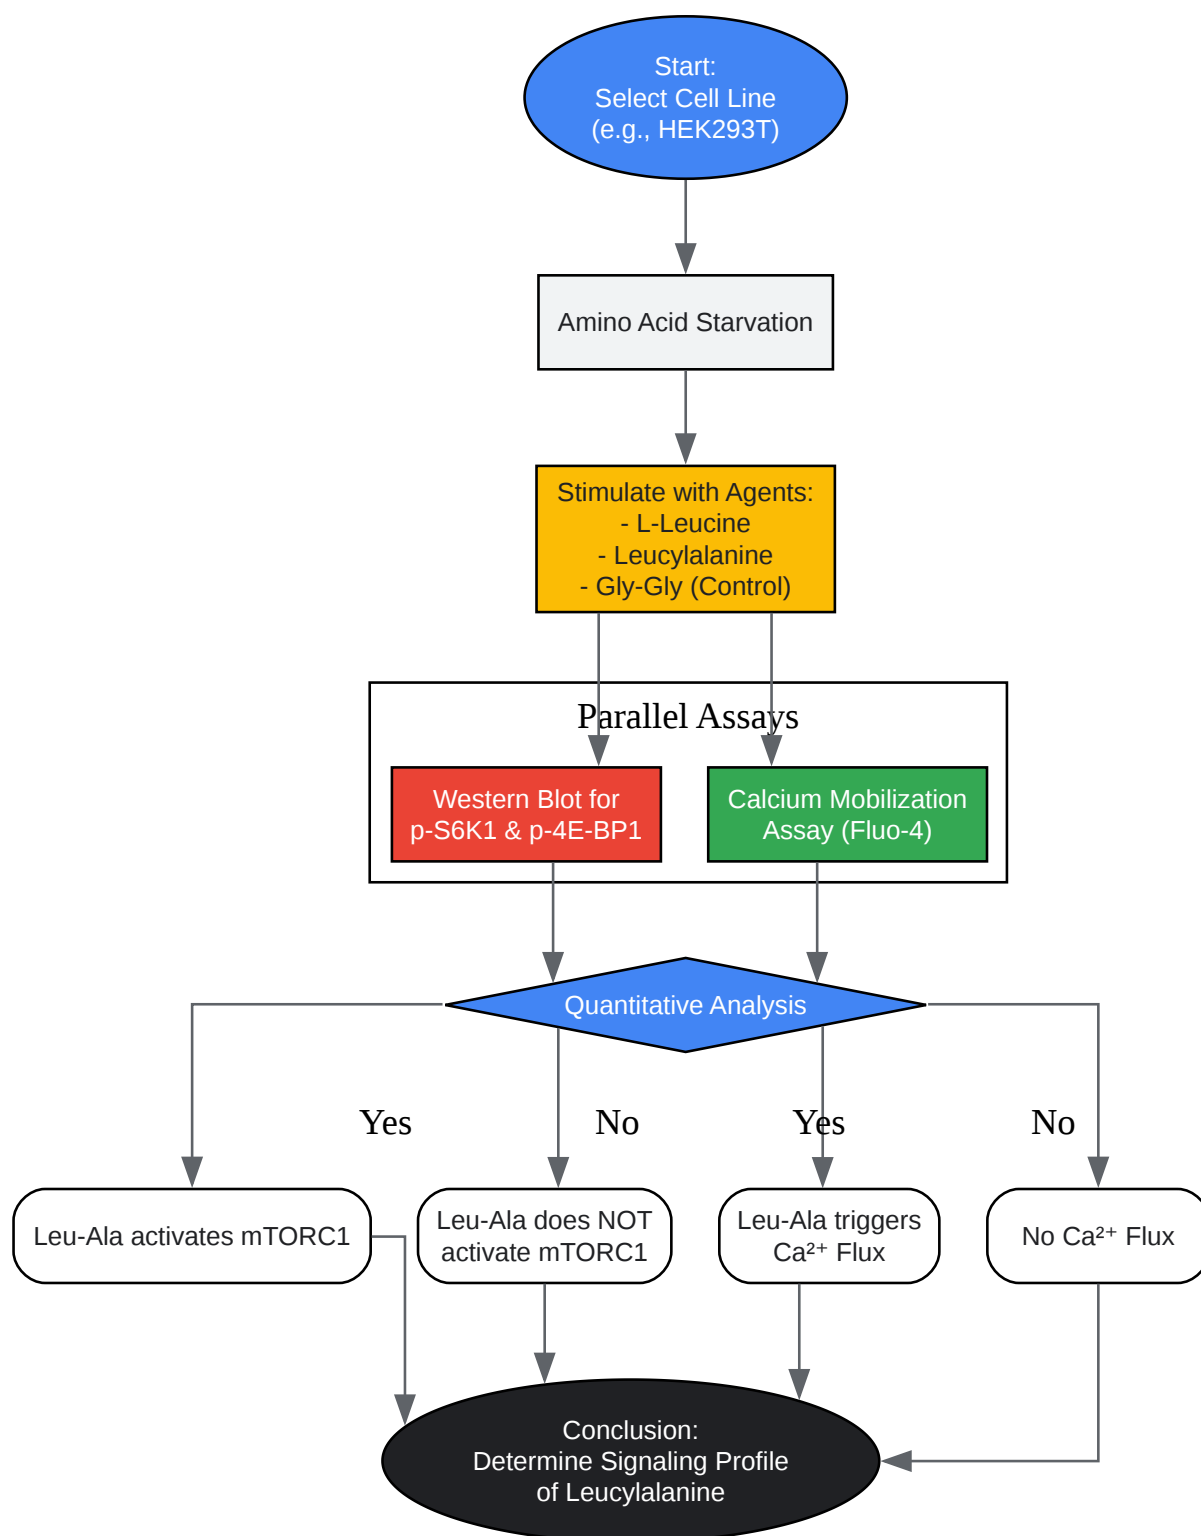 Start:
Select Cell Line
(e.g., HEK293T)
Amino Acid Starvation
Stimulate with Agents:
- L-Leucine
- Leucylalanine
- Gly-Gly (Control)
Parallel Assays
Western Blot for
p-S6K1 & p-4E-BP1
Calcium Mobilization
Assay (Fluo-4)
Quantitative Analysis
Yes
No
Yes
No
Leu-Ala activates mTORC1
Leu-Ala does NOT
activate mTORC1
Leu-Ala triggers
Ca²⁺ Flux
No Ca²⁺ Flux
Conclusion:
Determine Signaling Profile
of Leucylalanine